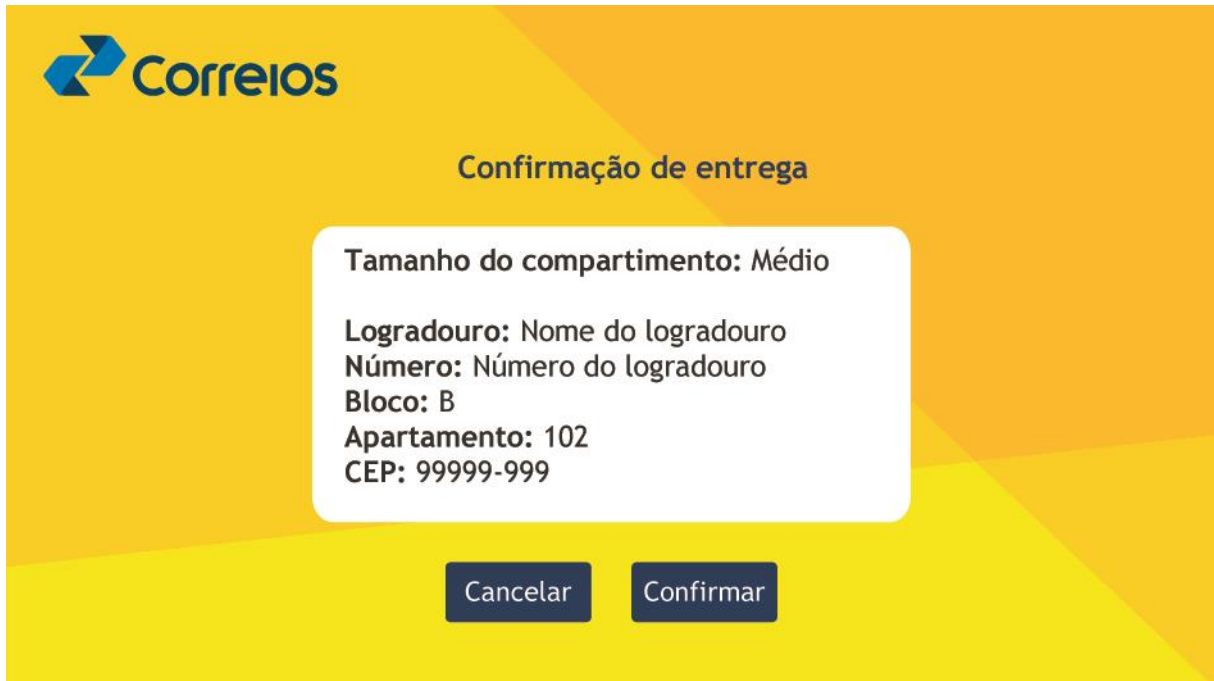 Correios
Confirmação de entrega
Tamanho do compartimento: Médio
Logradouro: Nome do logradouro
Número: Número do logradouro
Bloco: B
Apartamento: 102
CEP: 99999-999
Cancelar
Confirmar